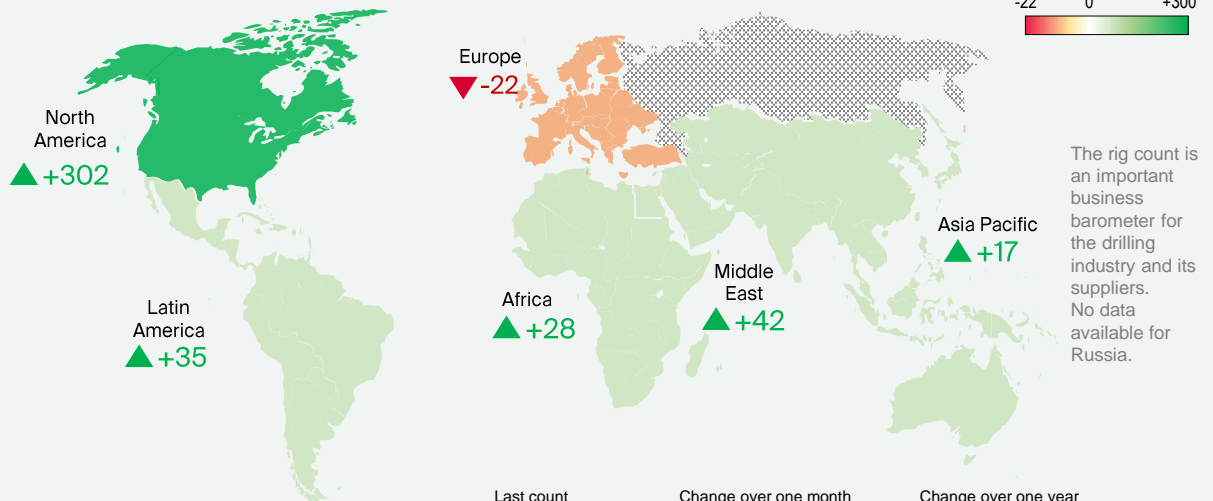 -22 0 +300
Europe
-22
North
America
+302
The rig count is
an important
business
barometer for
the drilling
industry and its
suppliers.
No data
available for
Russia.
Asia Pacific
+17
Middle
East
+42
Africa
+28
Latin
America
+35
Last count Change over one month Change over one year